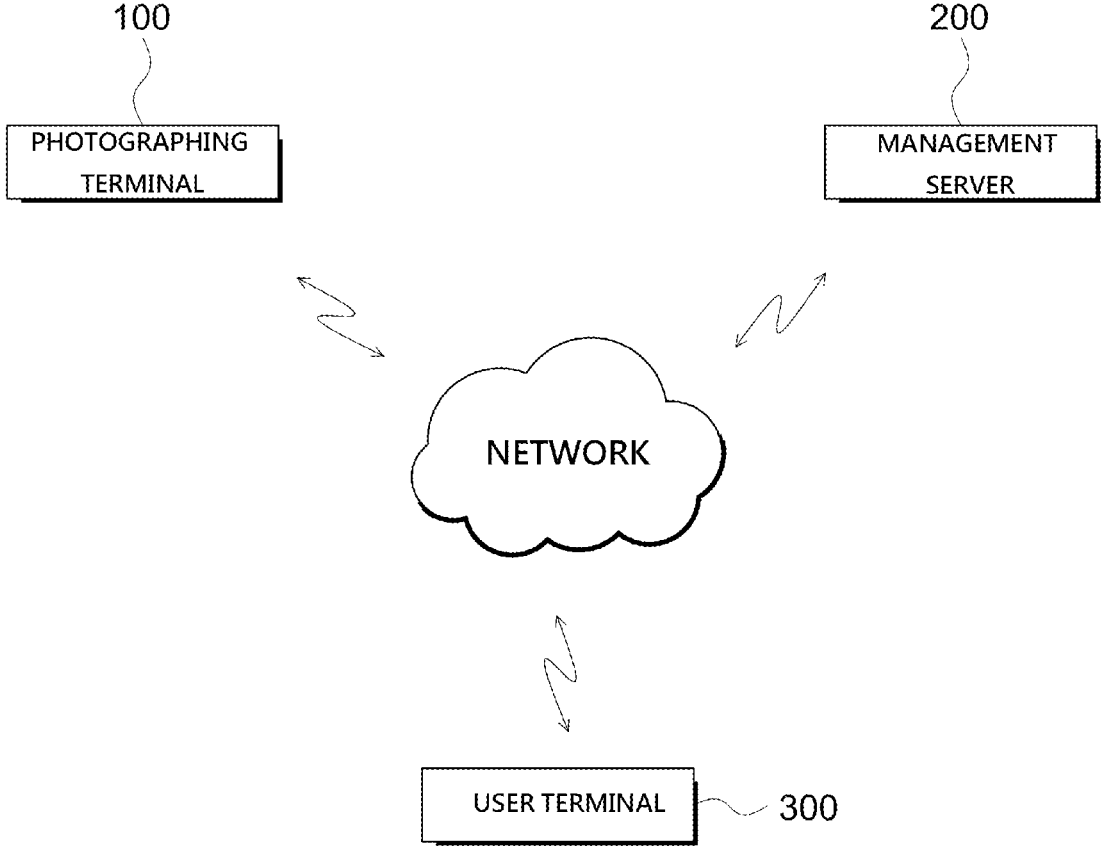 100
200
PHOTOGRAPHING
TERMINAL
MANAGEMENT
SERVER
NETWORK
USER TERMINAL
300